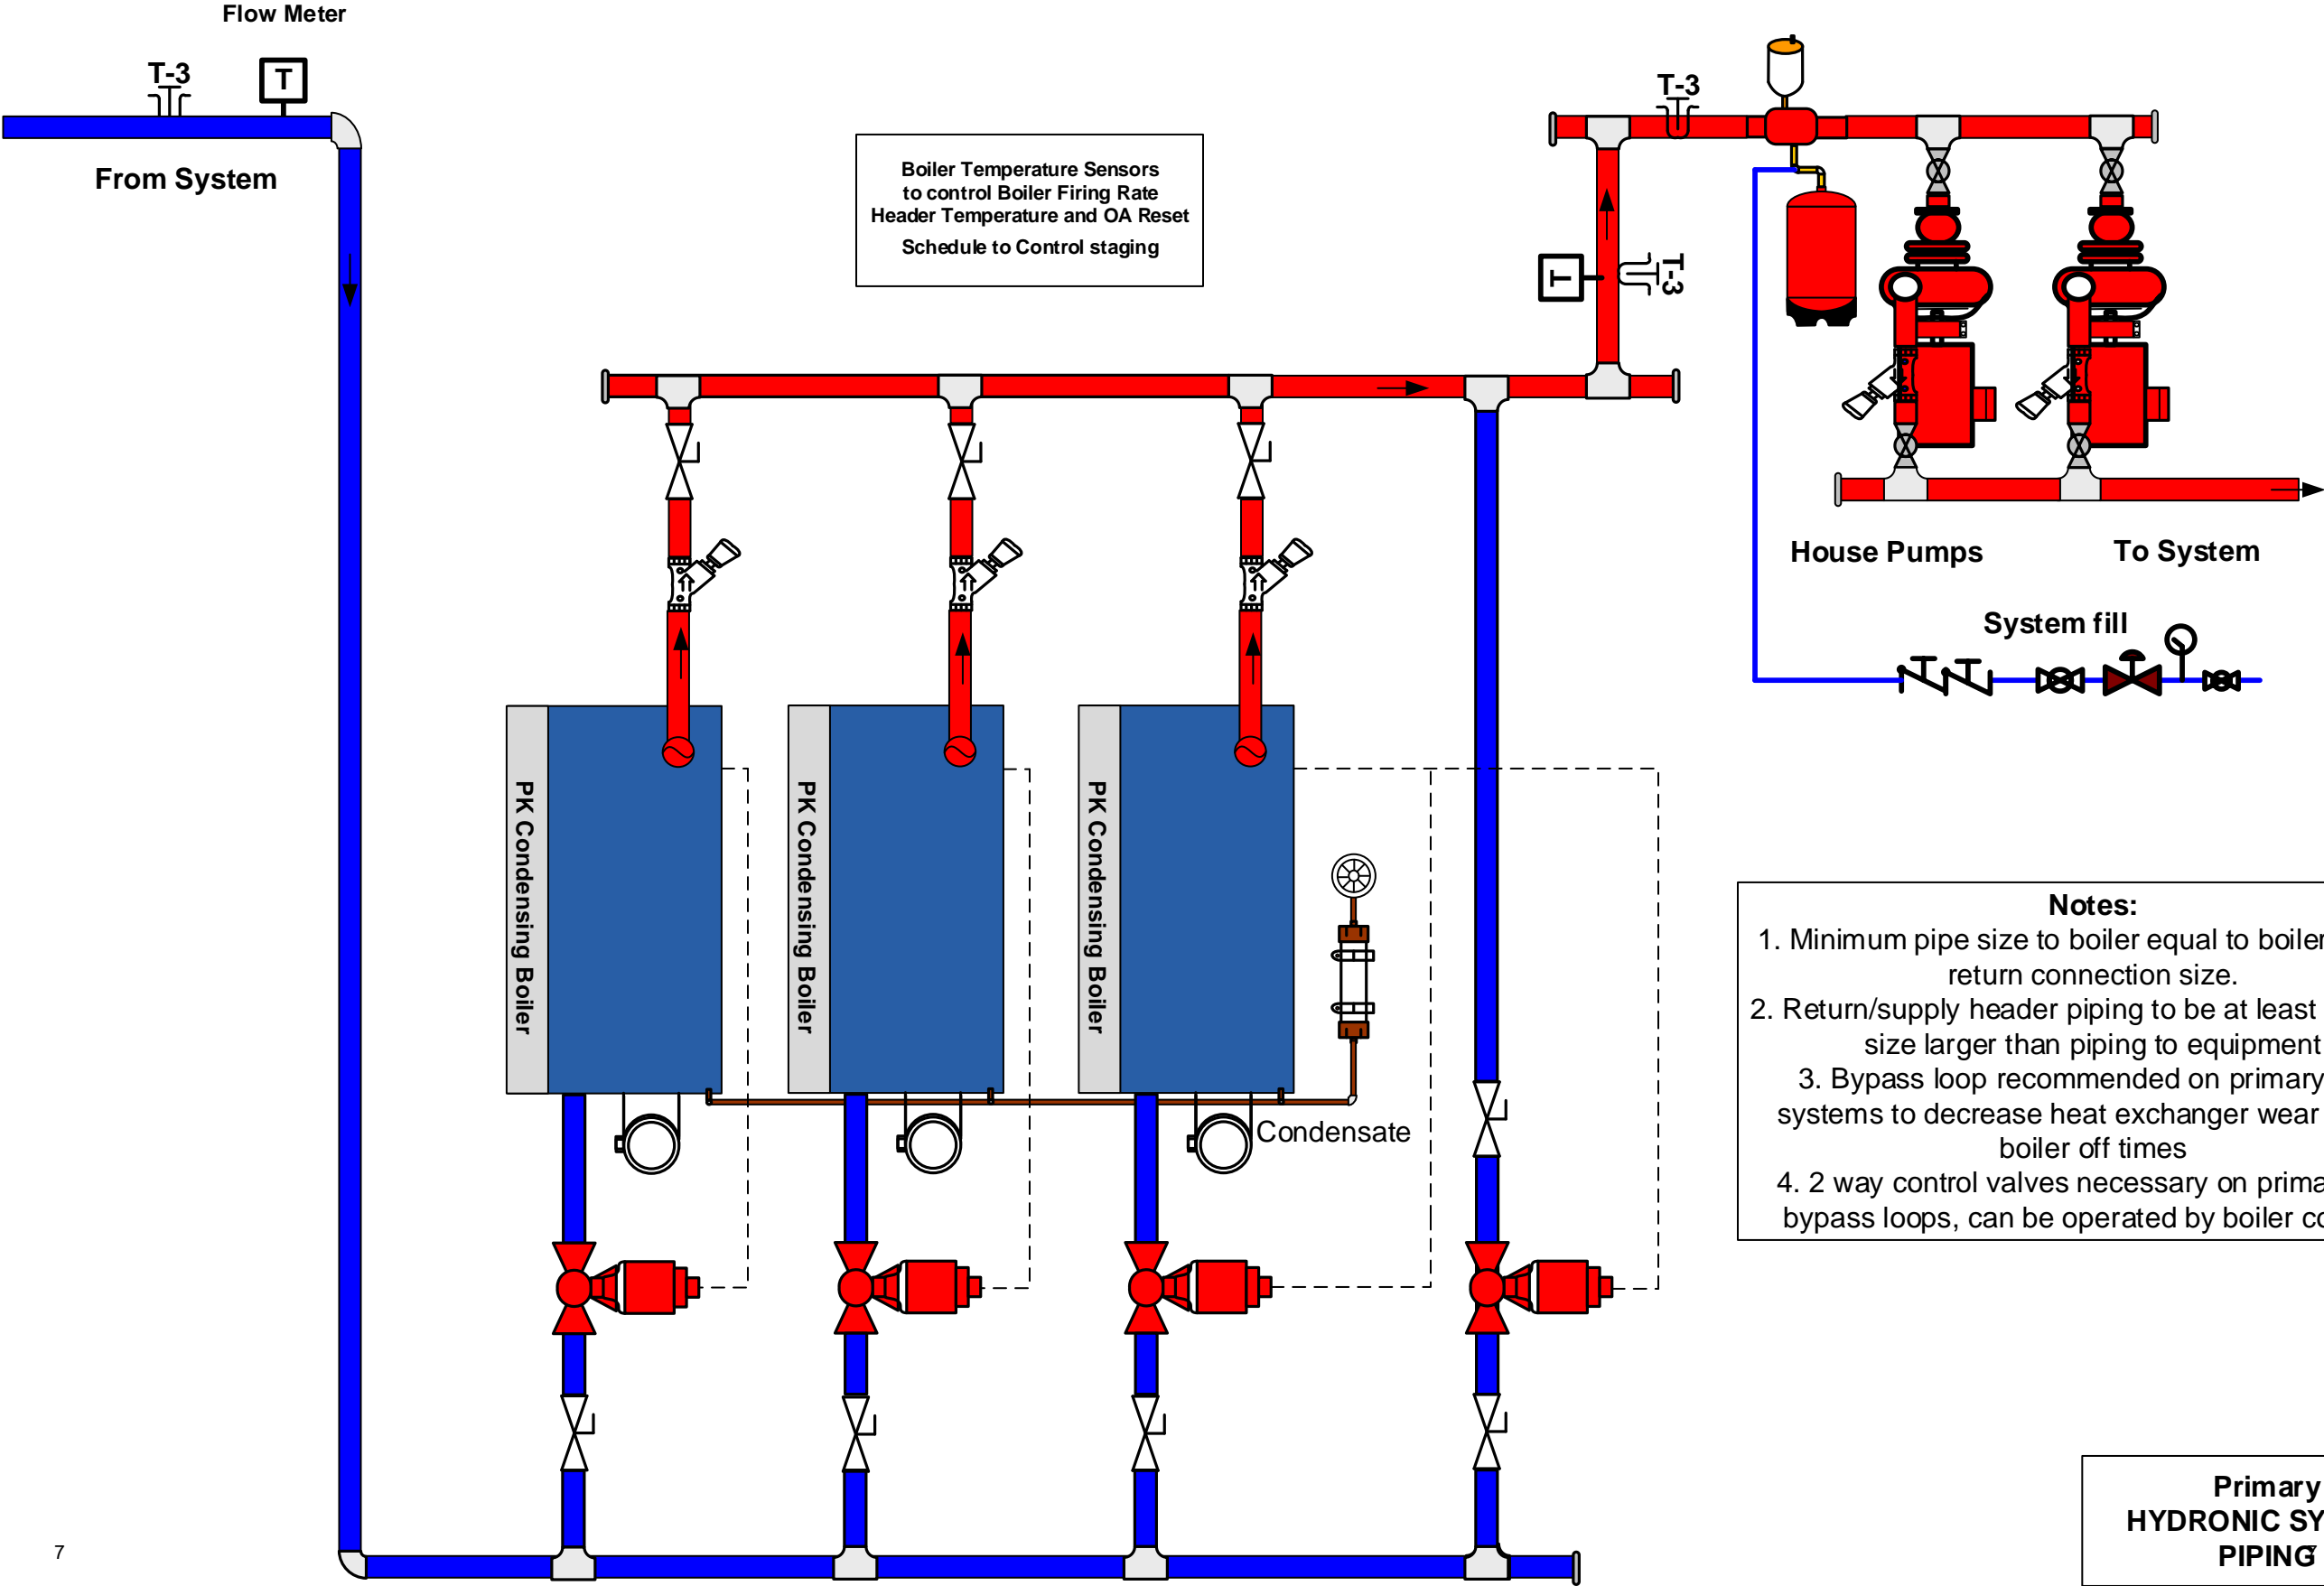 Flow Meter
T-3
T
From System
Boiler Temperature Sensors
to control Boiler Firing Rate
Header Temperature and OA Reset
Schedule to Control staging
T-3
T
T-3
House Pumps
To System
System fill
PK Condensing Boiler
PK Condensing Boiler
PK Condensing Boiler
Condensate
Notes:
1. Minimum pipe size to boiler equal to boiler
return connection size.
2. Return/supply header piping to be at least
size larger than piping to equipment
3. Bypass loop recommended on primary
systems to decrease heat exchanger wear
boiler off times
4. 2 way control valves necessary on prima
bypass loops, can be operated by boiler co
Primary
HYDRONIC SY
PIPING
7